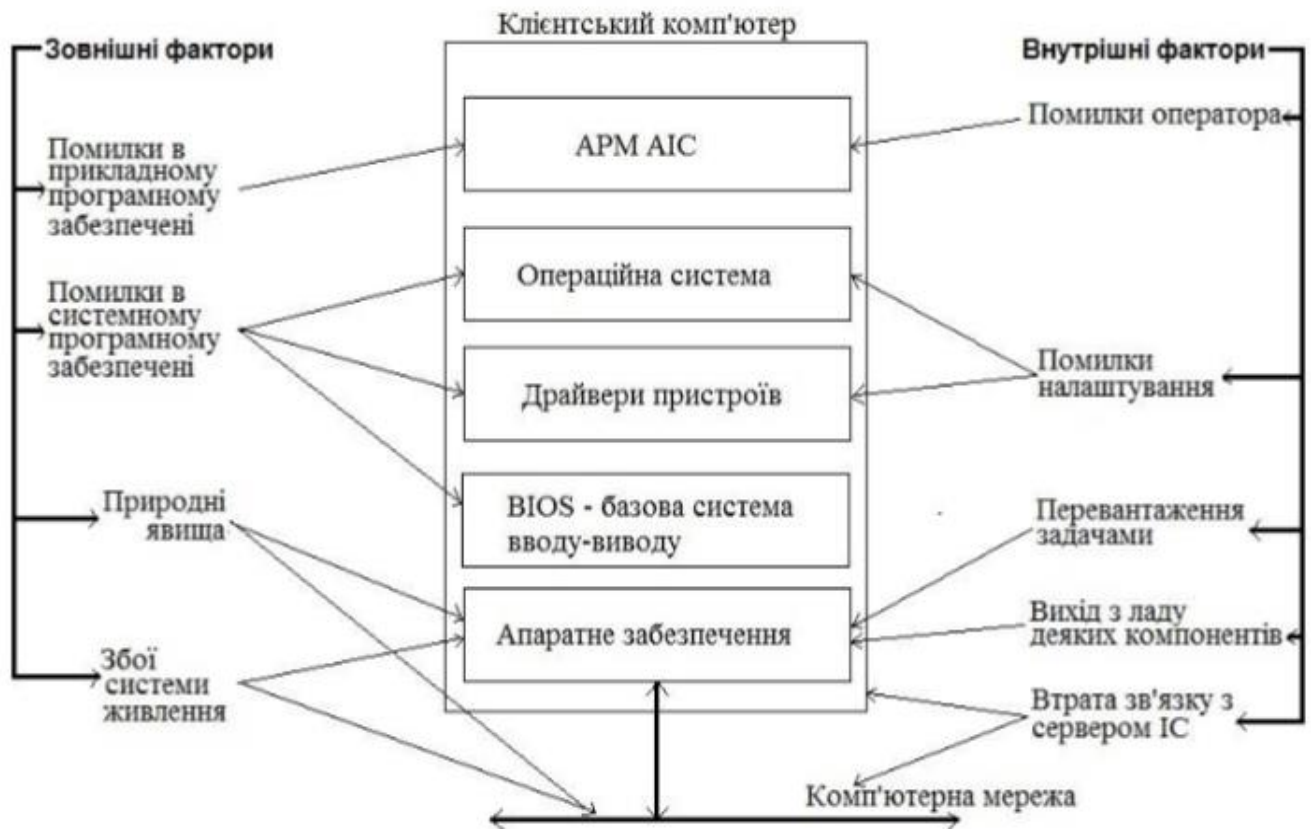 Клієнтський комп'ютер
Зовнішні фактори
Помилки в
прикладному
програмному
забезпечені
Помилки в
системному
програмному
забезпечені
Природні
явища
Збої
системи
живлення
АРМ АІС
Операційна система
Драйвери пристроїв
BIOS - базова система
вводу-виводу
Апаратне забезпечення
Внутрішні фактори
Помилки оператора
Помилки
налаштування
Перевантаження
задачами
Вихід з ладу
деяких компонентів
Втрата зв'язку з
сервером ІС
Комп'ютерна мережа